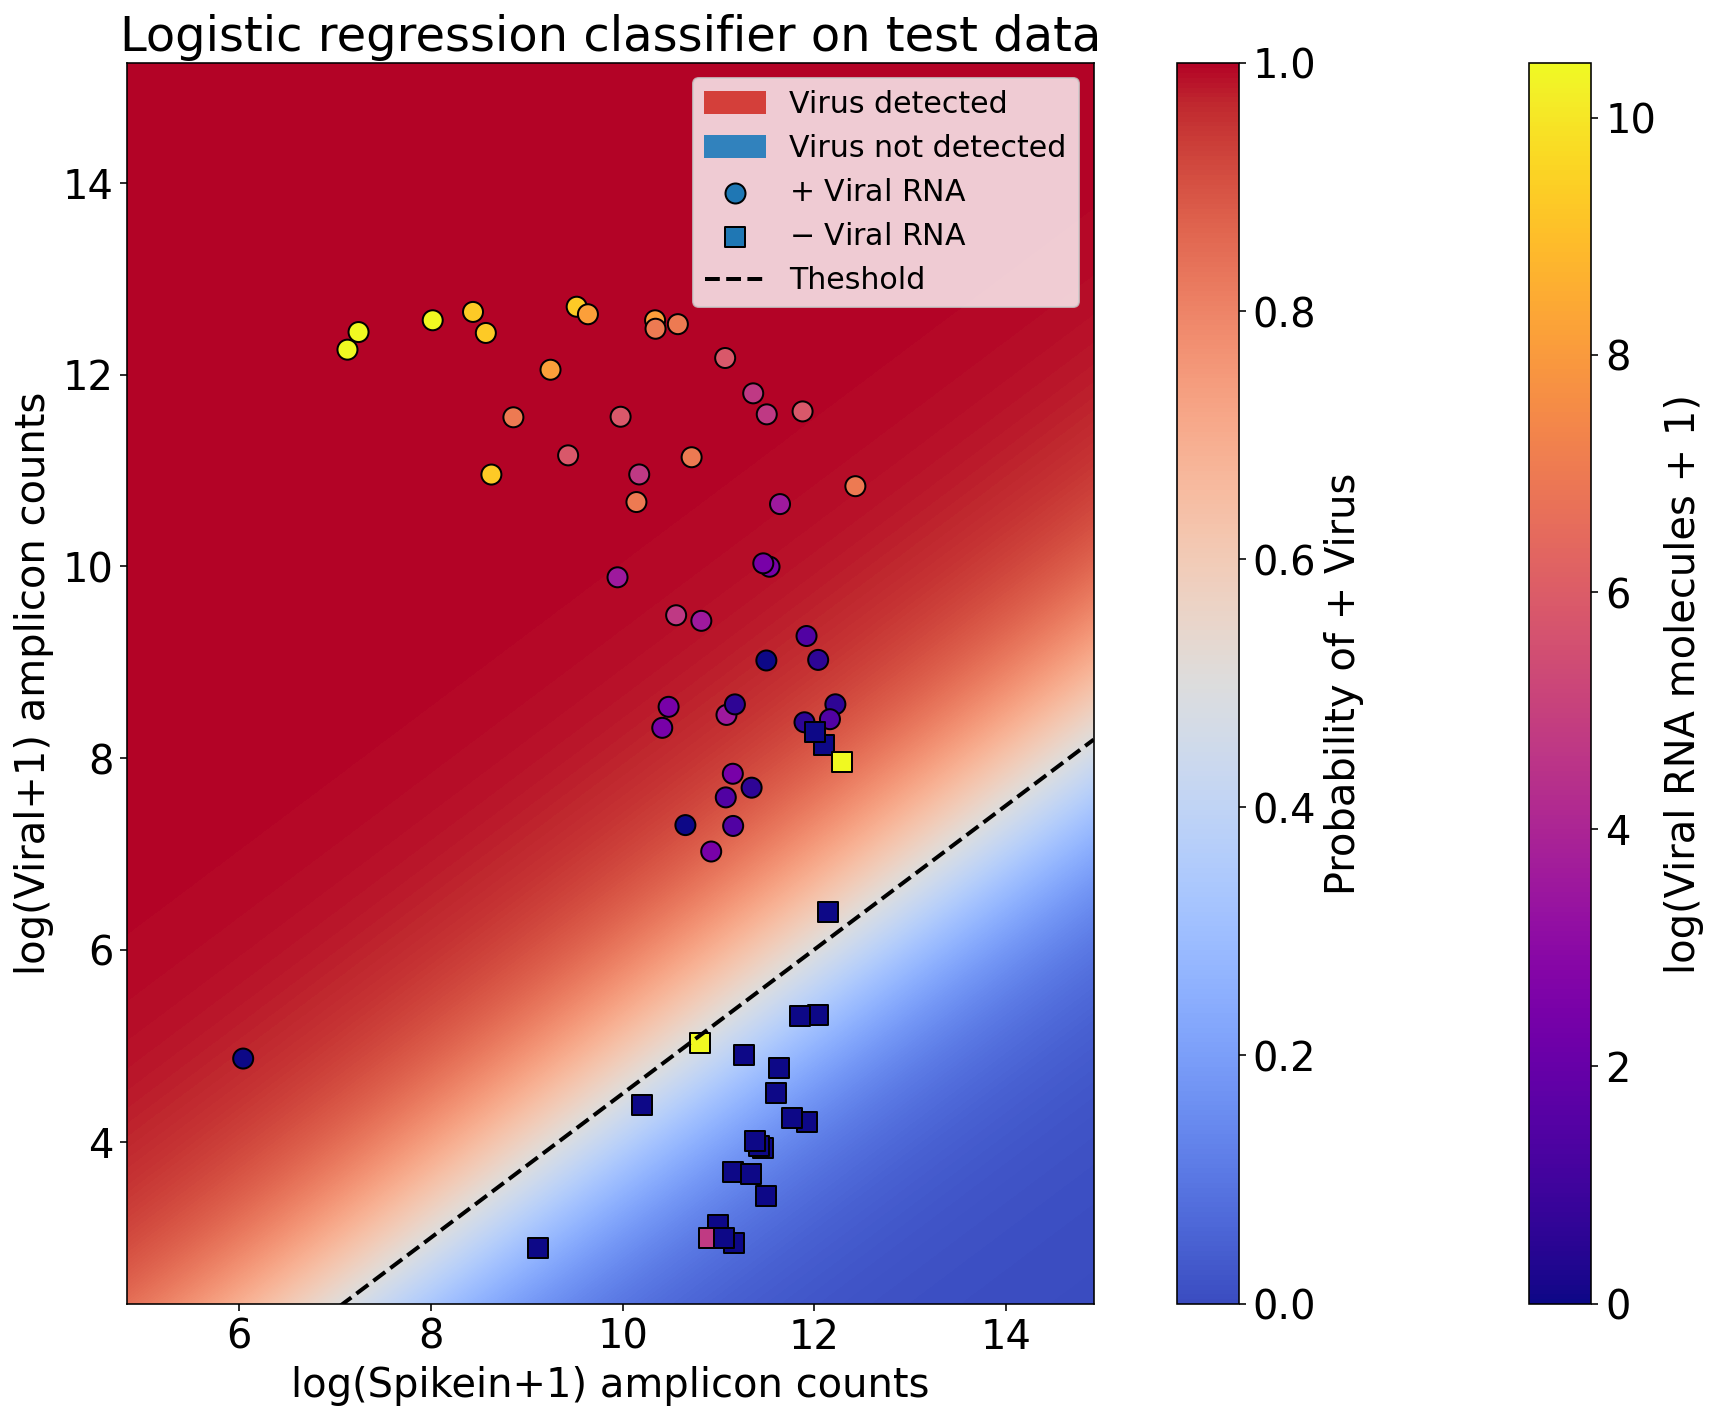 Logistic regression classifier on test data
Virus detected
Virus not detected
+ Viral RNA
− Viral RNA
Theshold
log(Viral+1) amplicon counts
14
12
10
8
6
4
6
8
10
12
14
log(Spikein+1) amplicon counts
1.0
0.8
0.6
0.4
0.2
0.0
Probability of + Virus
10
8
6
4
2
0
log(Viral RNA molecules + 1)